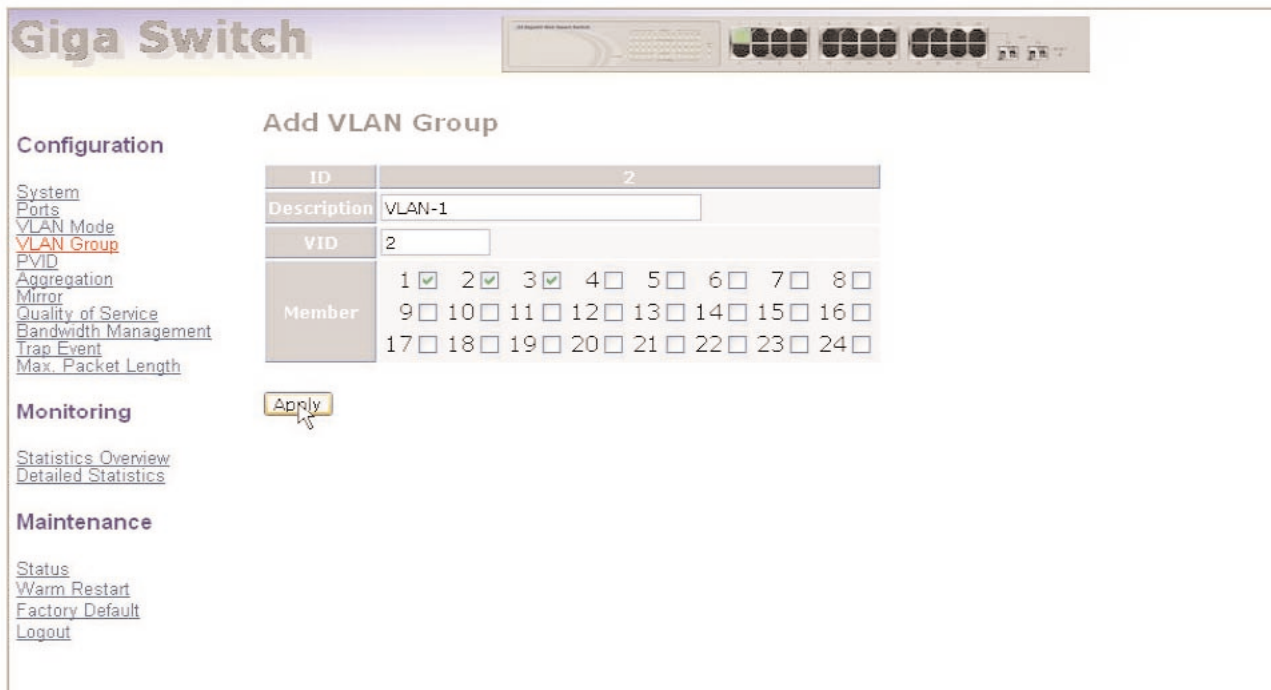 Giga Switch
Configuration
System
Ports
VLAN Mode
VLAN Group
PVID
Aggregation
Mirror
Quality of Service
Bandwidth Management
Trap Event
Max. Packet Length
Monitoring
Statistics Overview
Detailed Statistics
Maintenance
Status
Warm Restart
Factory Default
Logout
Add VLAN Group
ID 2
Description VLAN-1
VID 2
Member
1 2 3 4 5 6 7 8
9 10 11 12 13 14 15 16
17 18 19 20 21 22 23 24
Apply